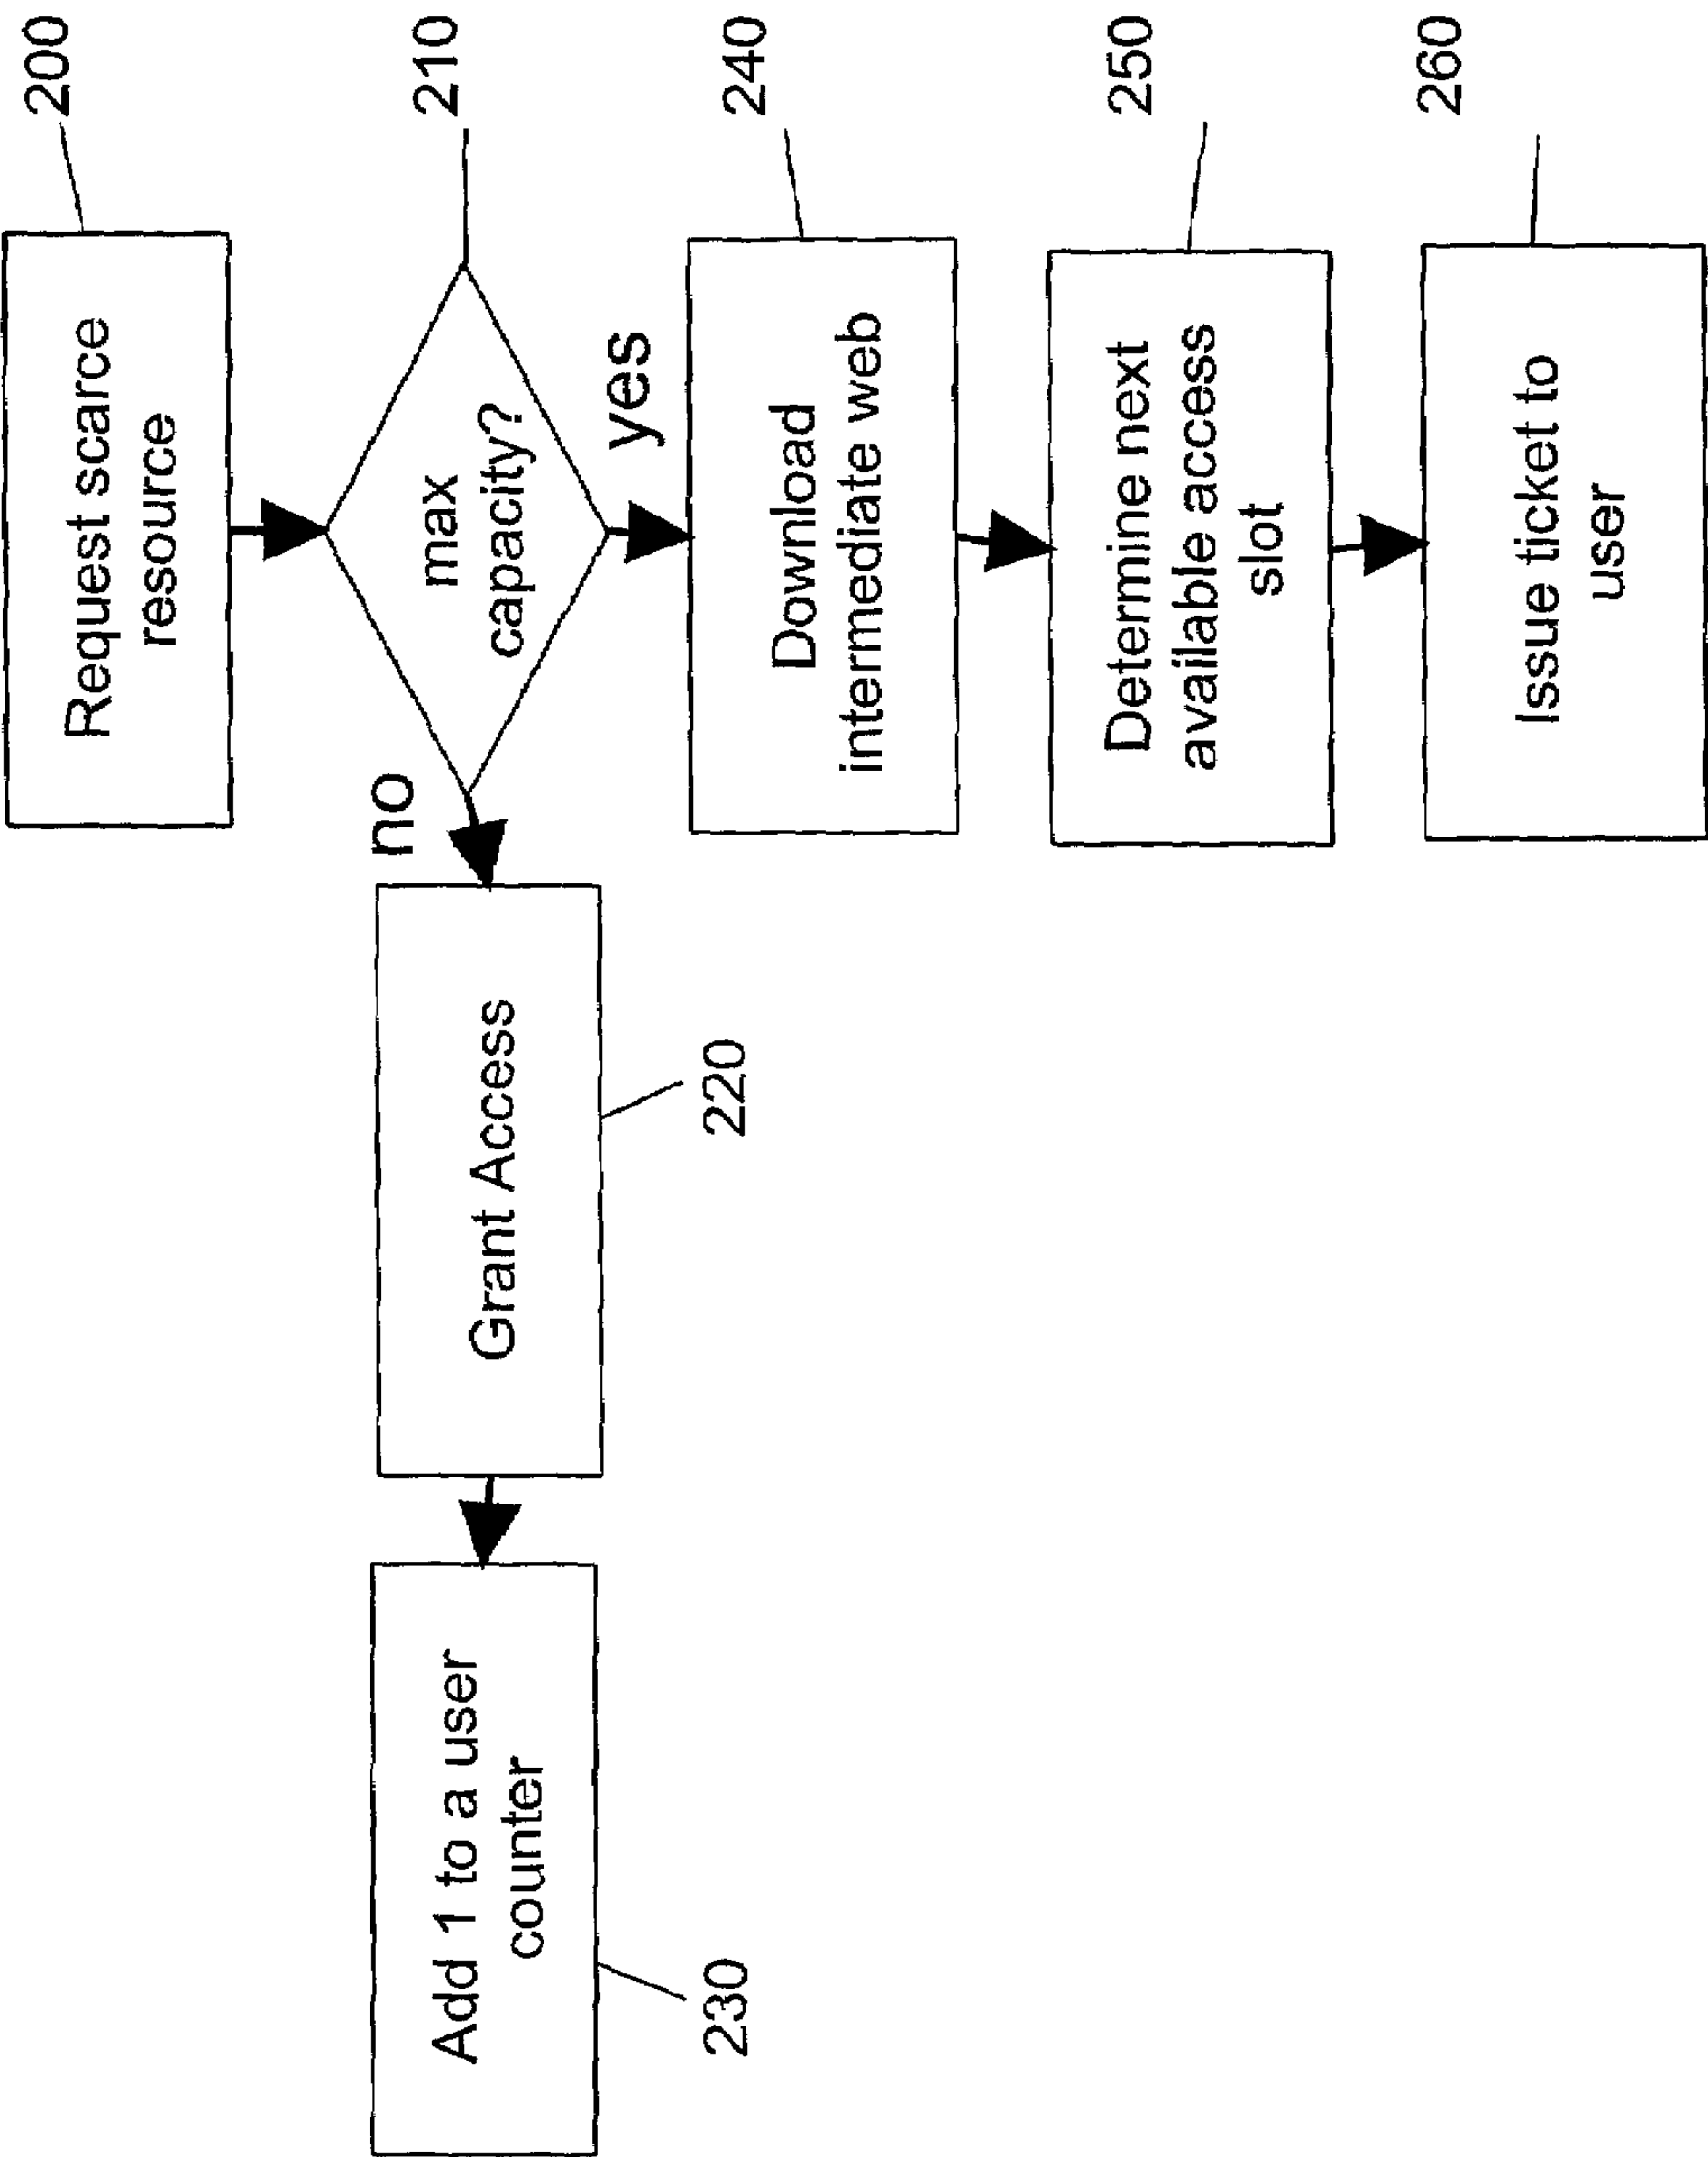 Request scarce
resource
200
max
capacity?
210
no
yes
Grant Access
220
Add 1 to a user
counter
230
Download
intermediate web
240
Determine next
available access
slot
250
Issue ticket to
user
260